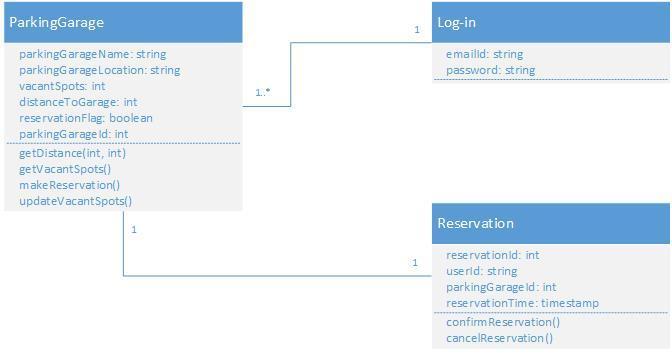 ParkingGarage
parkingGarageName: string
parkingGarageLocation: string
vacantSpots: int
distanceToGarage: int
reservationFlag: boolean
parkingGarageId: int
getDistance(int, int)
getVacantSpots()
makeReservation()
updateVacantSpots()
1..*
1
Log-in
emailId: string
password: string
1
1
Reservation
reservationId: int
userId: string
parkingGarageId: int
reservationTime: timestamp
confirmReservation()
cancelReservation()